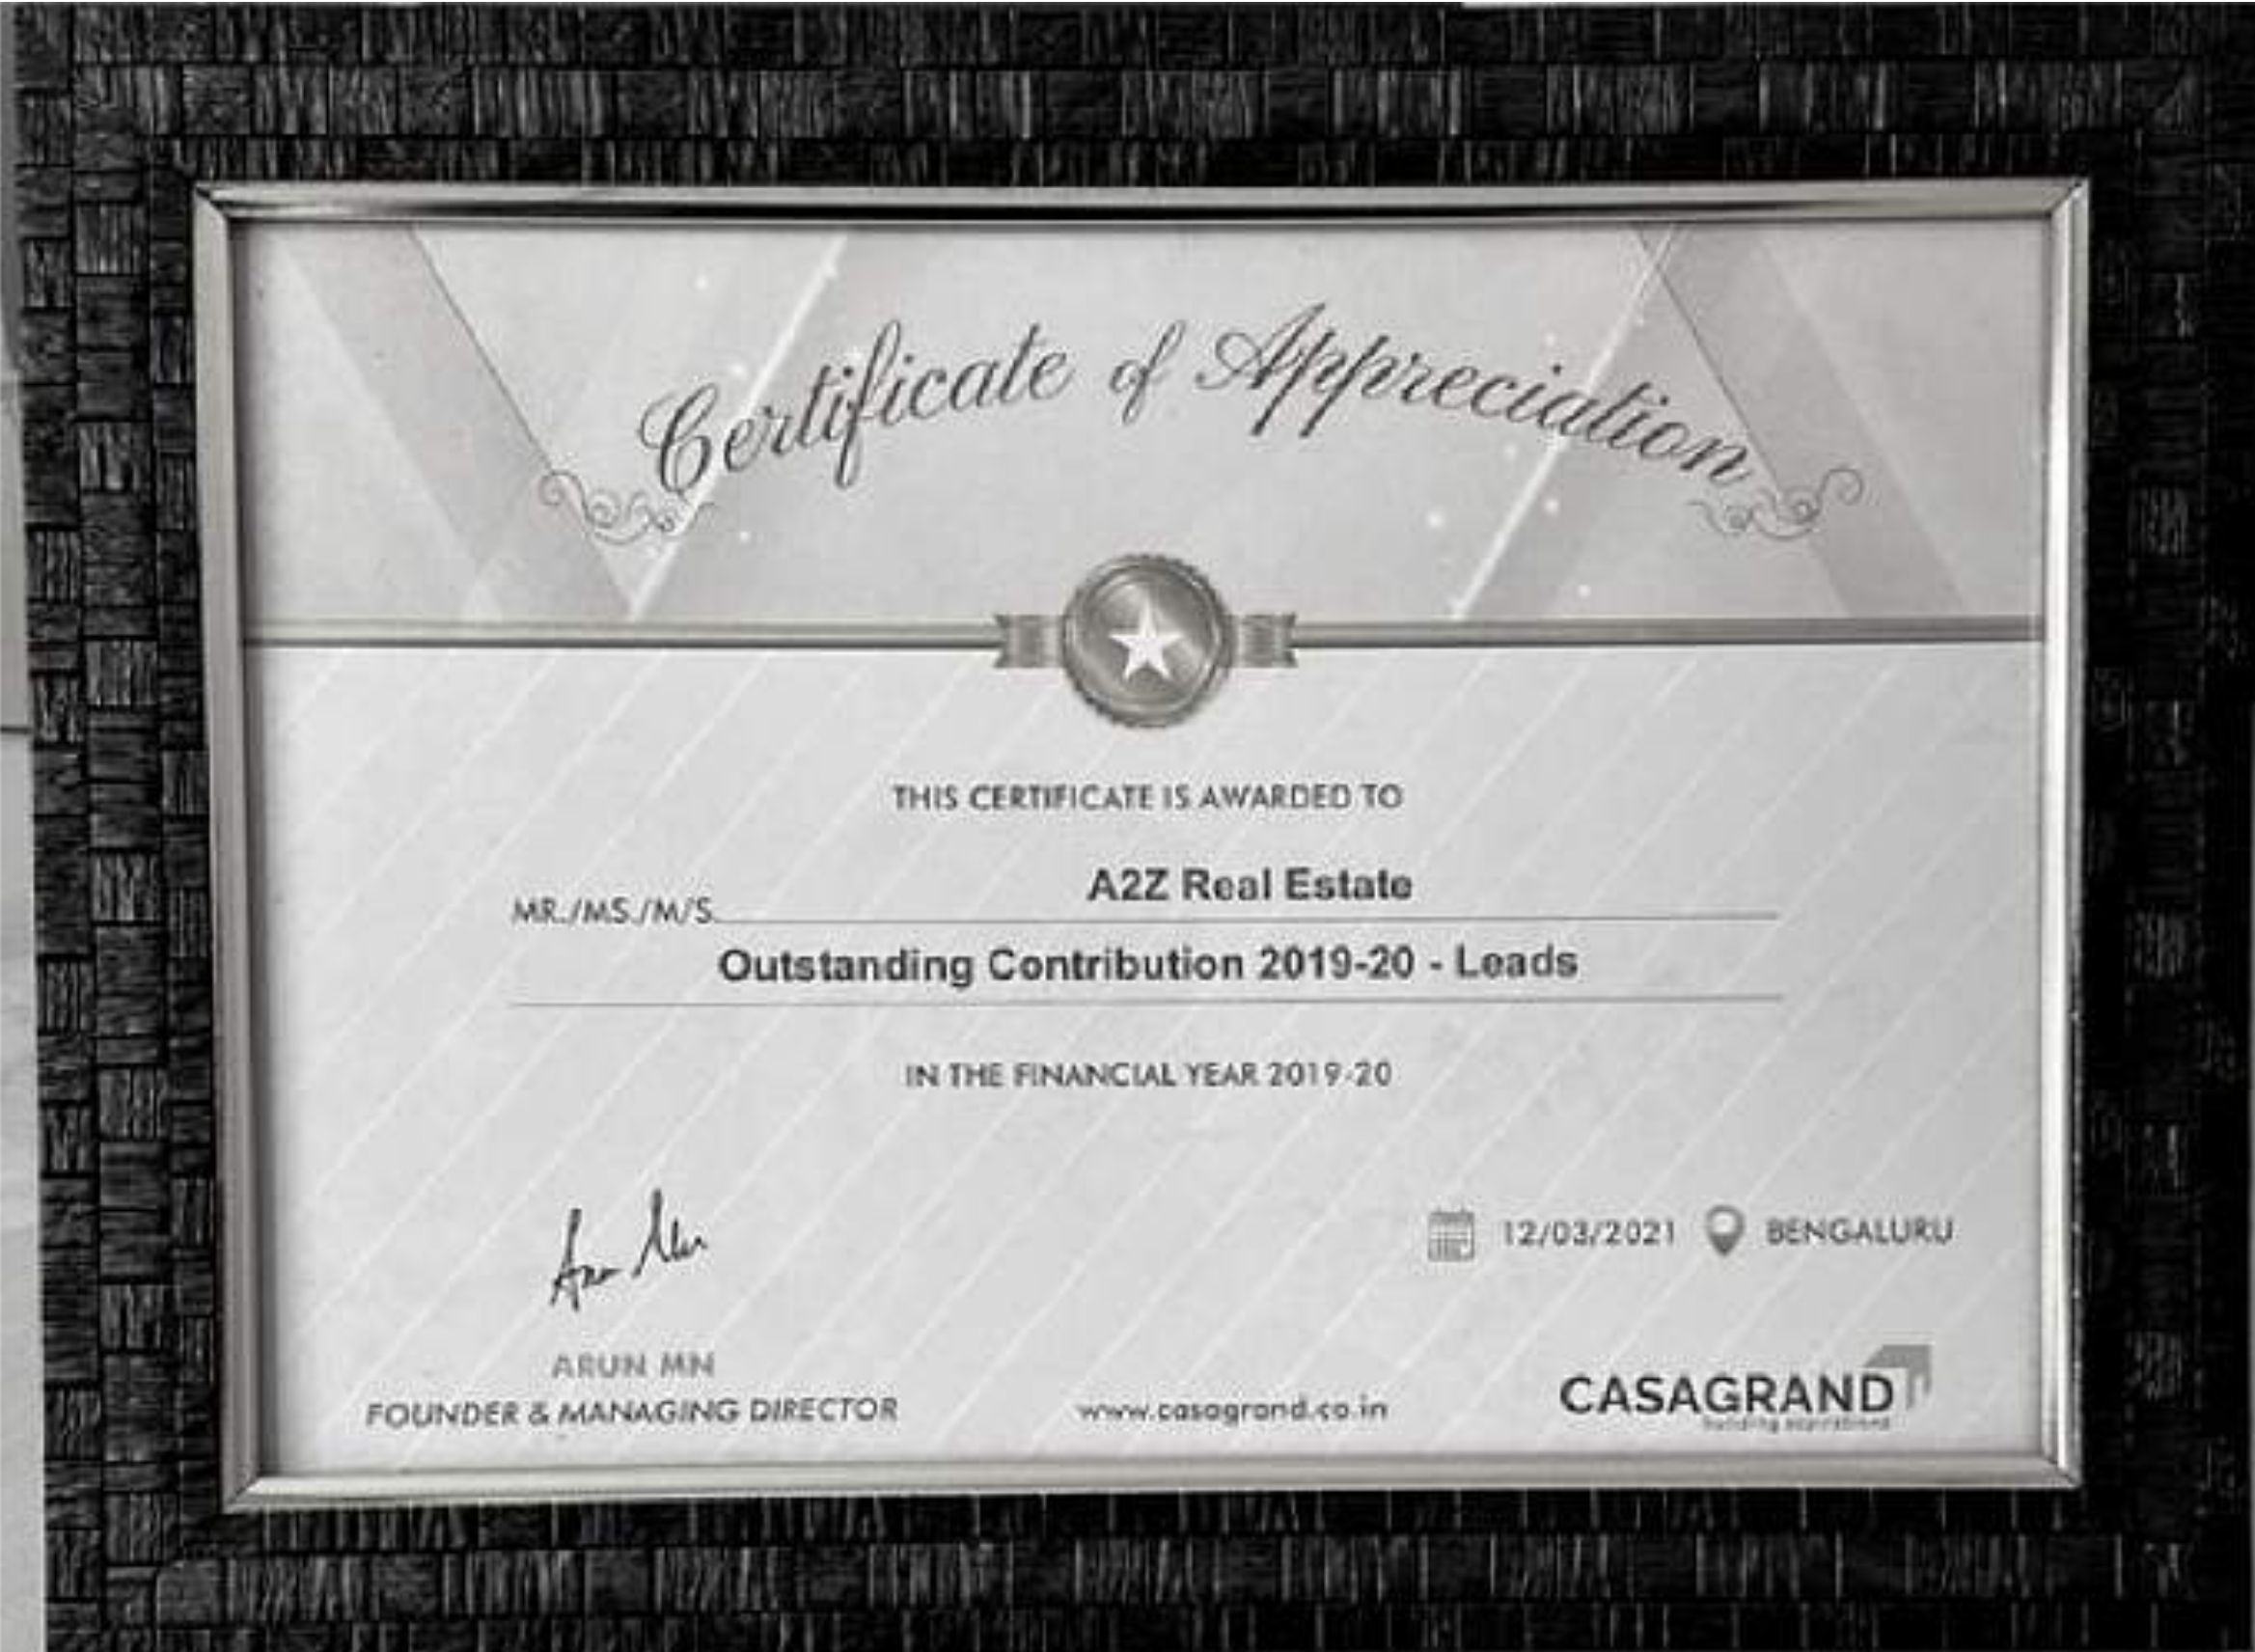 Certificate of Appreciation
THIS CERTIFICATE IS AWARDED TO
MR./MS./M/S. A2Z Real Estate
Outstanding Contribution 2019-20 - Leads
IN THE FINANCIAL YEAR 2019-20
12/03/2021 BENGALURU
ARUN MN
FOUNDER & MANAGING DIRECTOR
www.casagrand.co.in
CASAGRAND
building aspirations